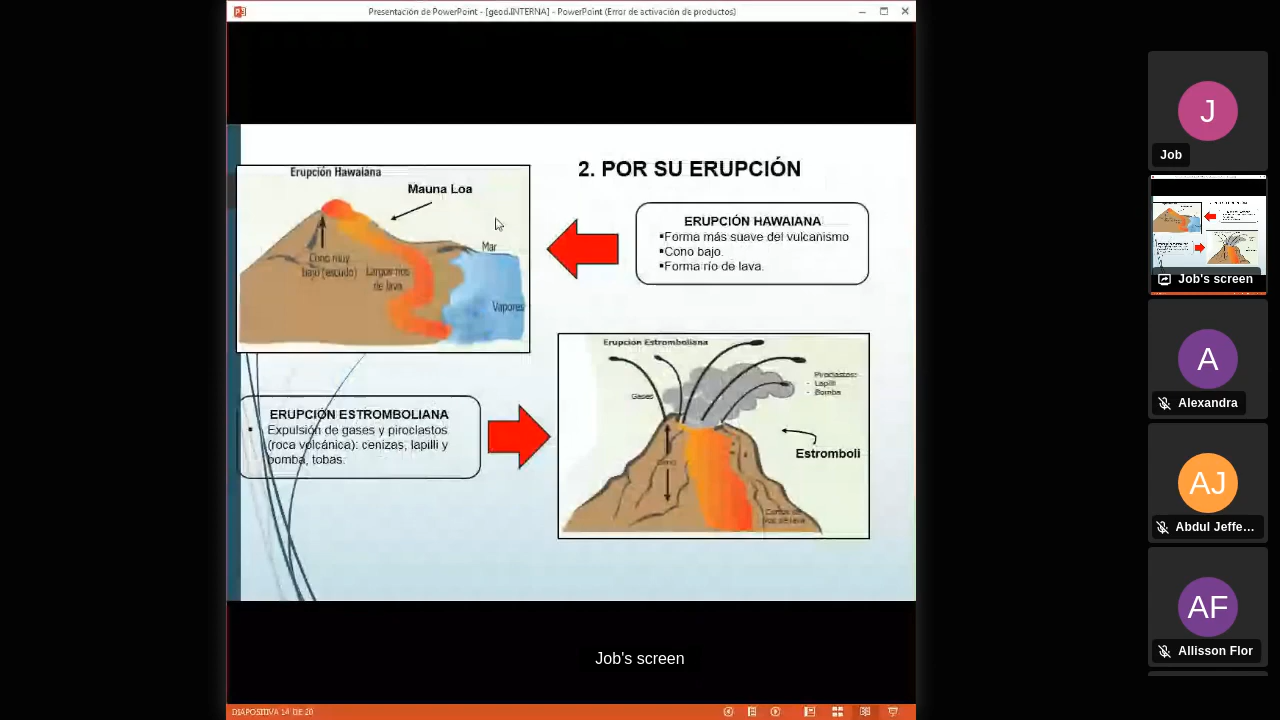 Presentación de PowerPoint - [geod.INTERNA] - PowerPoint (Error de activación de productos)
2. POR SU ERUPCIÓN
Erupción Hawaiana
Mauna Loa
Mar
Cono muy
bajo (escudo)
Largos ríos
de lava
Vapores
ERUPCIÓN HAWAIANA
▪Forma más suave del vulcanismo
▪Cono bajo.
▪Forma río de lava.
ERUPCIÓN ESTROMBOLIANA
• Expulsión de gases y piroclastos
(roca volcánica): cenizas, lapilli y
bomba, tobas.
Erupción Estromboliana
Gases
Piroclastos:
- Lapilli
- Bomba
Estromboli
Cono
Job's screen
DIAPOSITIVA 14 DE 20
J
Job
Job's screen
A
Alexandra
AJ
Abdul Jeffe...
AF
Allisson Flor